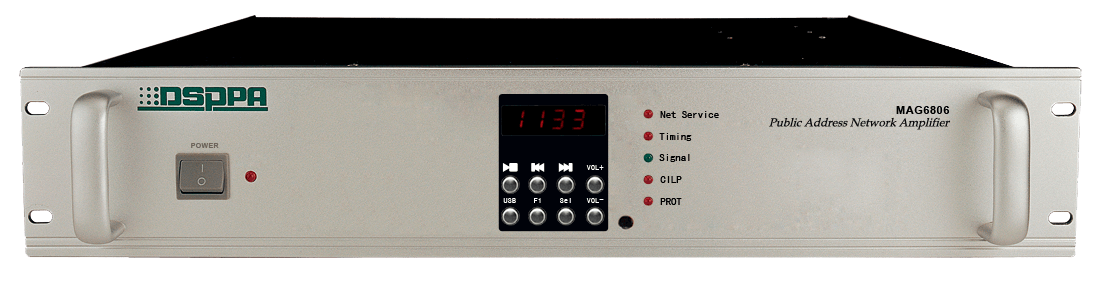 DSPPA
MAG6806
Public Address Network Amplifier
POWER
1133
VOL+
USB F1 Sel VOL-
Net Service
Timing
Signal
CILP
PROT